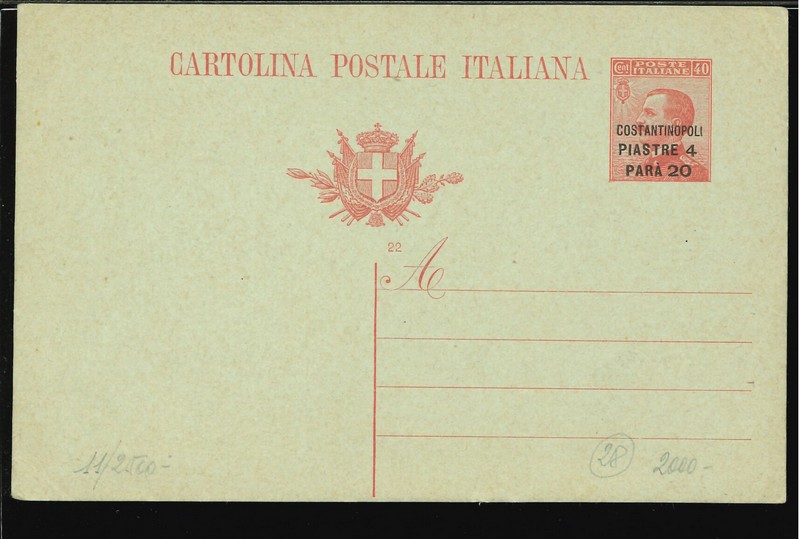 CARTOLINA POSTALE ITALIANA
Cent POSTE ITALIANE 40
COSTANTINOPOLI
PIASTRE 4
PARÀ 20
22
A
11/2500-
28
2000-